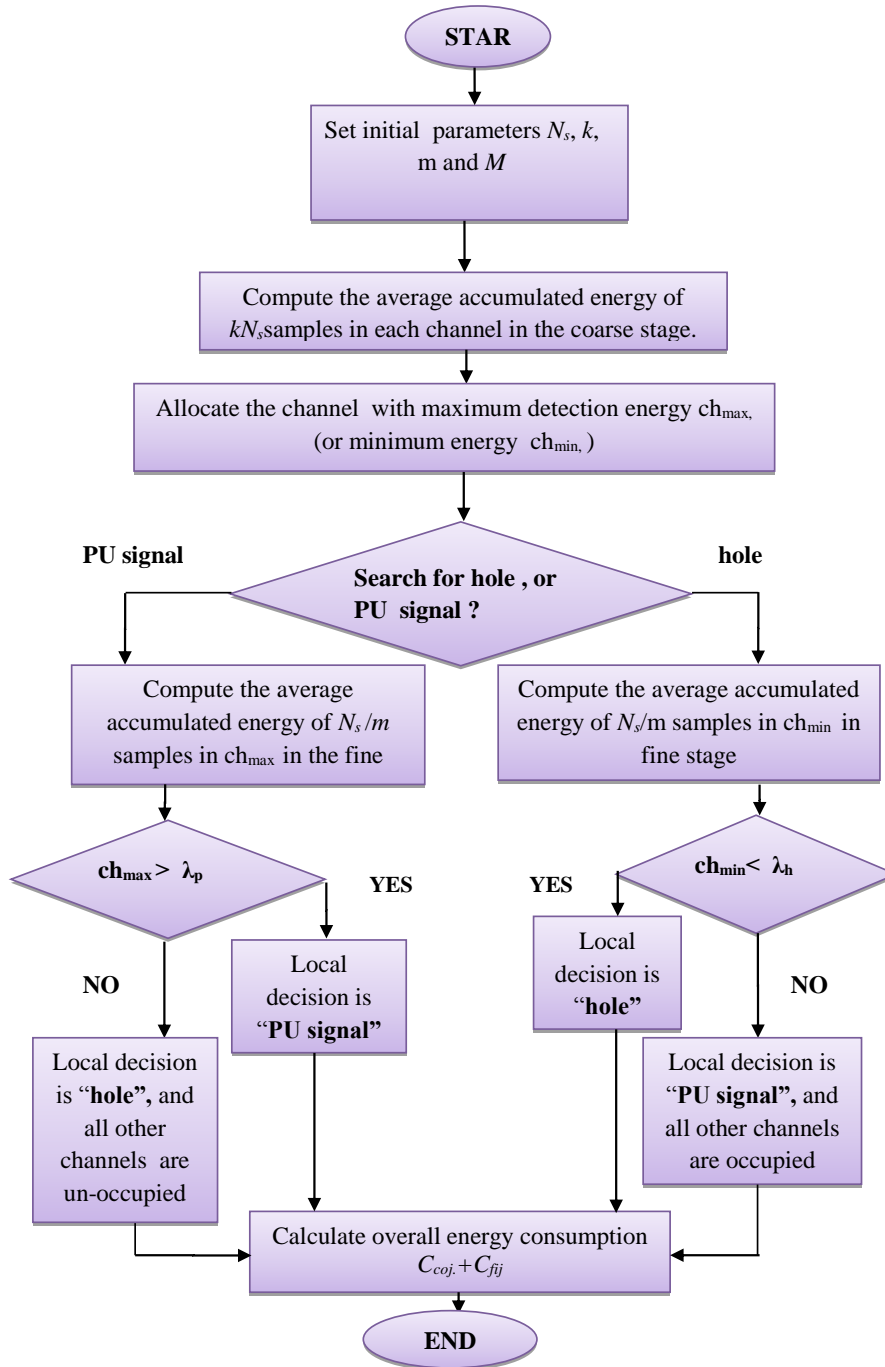 STAR
Set initial parameters Ns, k,
m and M
Compute the average accumulated energy of
kNssamples in each channel in the coarse stage.
Allocate the channel with maximum detection energy chmax,
(or minimum energy chmin, )
PU signal
hole
Search for hole , or
PU signal ?
Compute the average
accumulated energy of Ns /m
samples in chmax in the fine
Compute the average accumulated
energy of Ns/m samples in chmin in
fine stage
chmax > λp
YES
YES
chmin< λh
NO
Local
decision is
“PU signal”
Local
decision is
“hole”
NO
Local decision
is “hole”, and
all other
channels are
un-occupied
Local decision is
“PU signal”, and
all other channels
are occupied
Calculate overall energy consumption
Ccoj.+Cfij
END